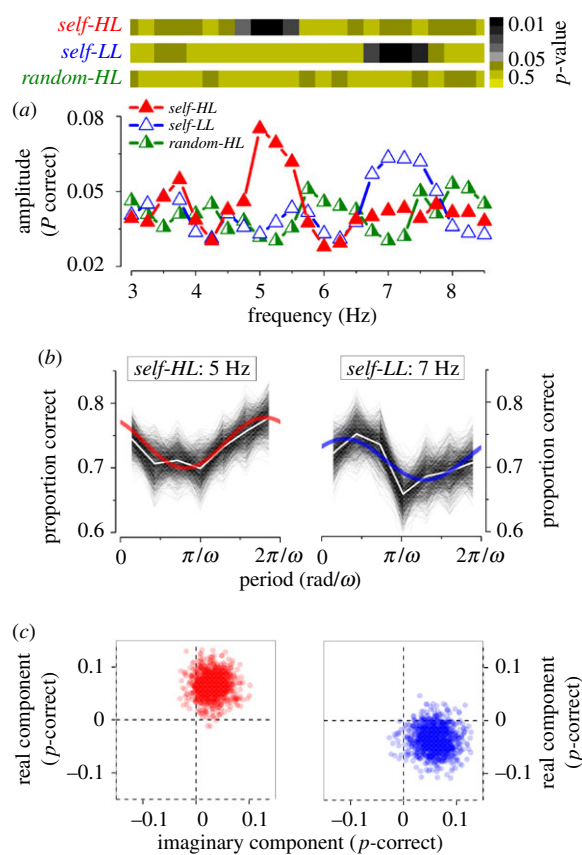 self-HL
self-LL
random-HL
0.01
0.05
0.5
p-value
(a)
self-HL
self-LL
random-HL
0.08
0.05
0.02
amplitude
(P correct)
3 4 5 6 7 8
frequency (Hz)
(b)
self-HL: 5 Hz
self-LL: 7 Hz
0.8
0.7
0.6
proportion correct
0.8
0.7
0.6
proportion correct
0 π/ω 2π/ω π/ω 2π/ω
period (rad/ω)
(c)
0.1
0
–0.1
real component
(p-correct)
0.1
0
–0.1
real component
(p-correct)
–0.1 0 0.1 –0.1 0 0.1
imaginary component (p-correct)